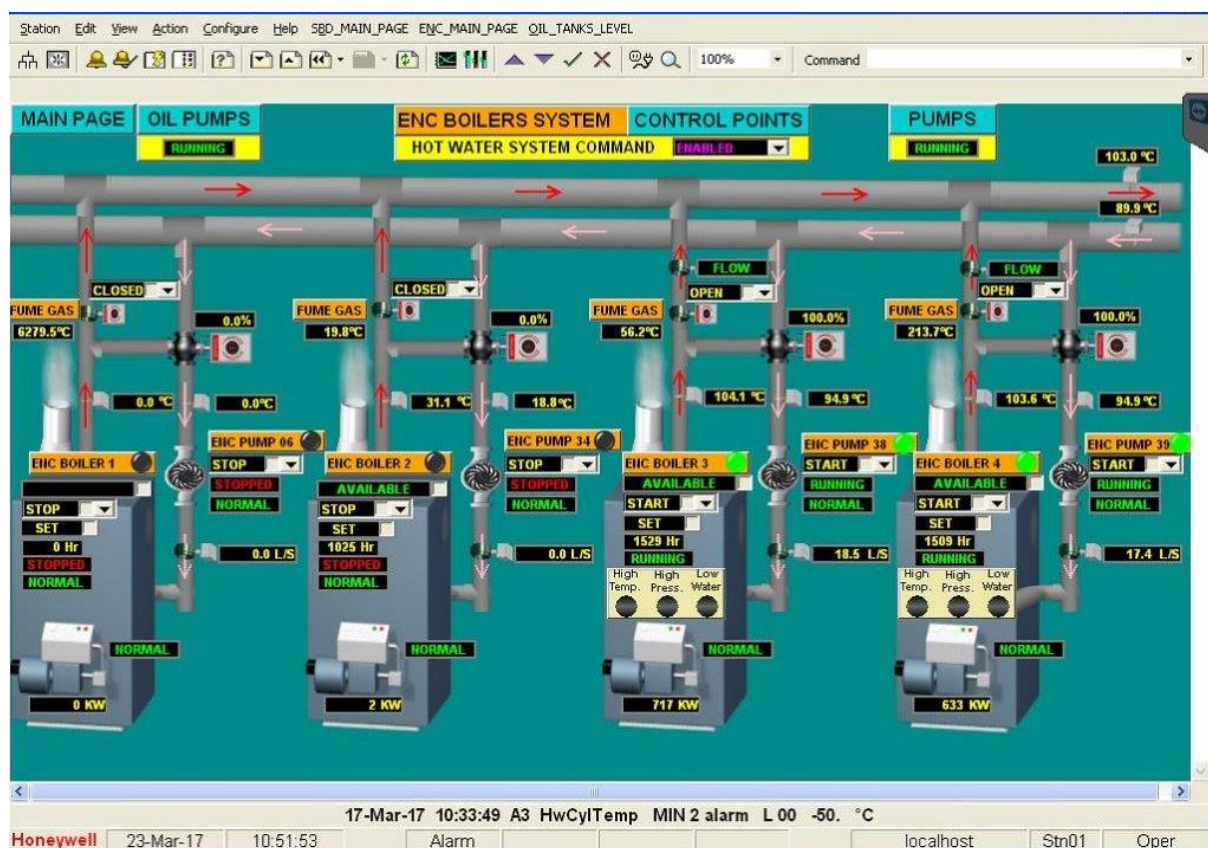 Station Edit View Action Configure Help SBD_MAIN_PAGE ENC_MAIN_PAGE OIL_TANKS_LEVEL
100% Command
MAIN PAGE OIL PUMPS ENC BOILERS SYSTEM CONTROL POINTS PUMPS
RUNNING HOT WATER SYSTEM COMMAND ENABLED RUNNING
103.0 °C
89.9 °C
FLOW FLOW
CLOSED CLOSED OPEN OPEN
FUME GAS FUME GAS FUME GAS FUME GAS
0.0% 0.0% 100.0% 100.0%
6279.5°C 19.8°C 56.2°C 213.7°C
0.0 °C 0.0°C 31.1 °C 18.8°C 104.1 °C 94.9 °C 103.6 °C 94.9 °C
ENC PUMP 06 ENC PUMP 34 ENC PUMP 38 ENC PUMP 39
ENC BOILER 1 STOP ENC BOILER 2 STOP ENC BOILER 3 START ENC BOILER 4 START
STOPPED AVAILABLE STOPPED AVAILABLE RUNNING AVAILABLE RUNNING
STOP NORMAL STOP NORMAL START NORMAL START NORMAL
SET SET SET SET
0 Hr 1025 Hr 1529 Hr 1509 Hr
0.0 L/S 0.0 L/S 18.5 L/S 17.4 L/S
STOPPED STOPPED RUNNING RUNNING
NORMAL NORMAL
High High Low High High Low
Temp. Press. Water Temp. Press. Water
NORMAL NORMAL NORMAL NORMAL
0 KW 2 KW 717 KW 633 KW
17-Mar-17 10:33:49 A3 HwCylTemp MIN 2 alarm L 00 -50. °C
Honeywell 23-Mar-17 10:51:53 Alarm localhost Stn01 Oper